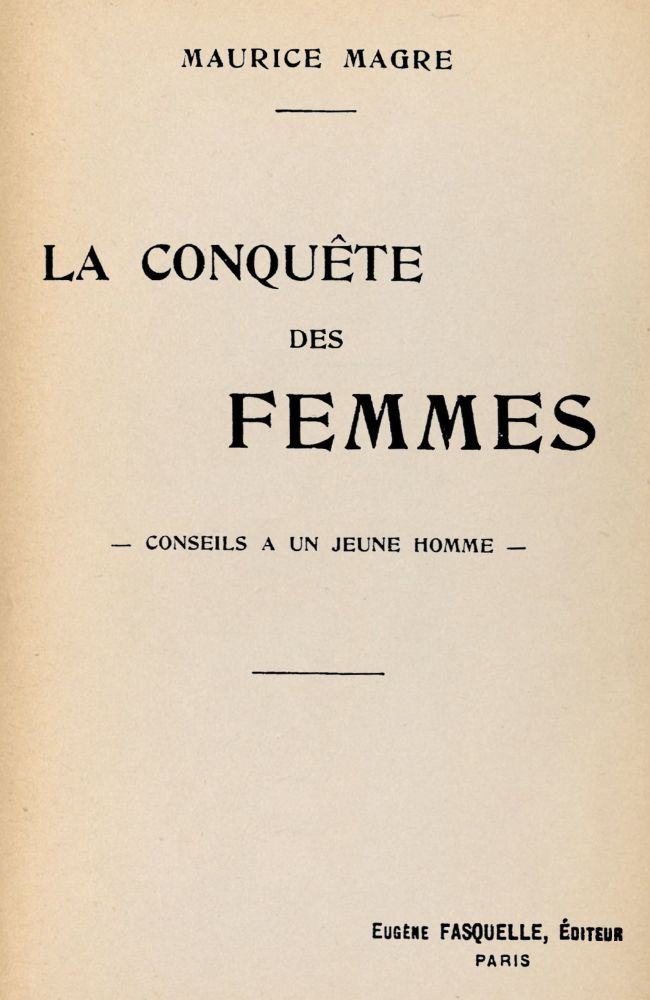 MAURICE MAGRE
LA CONQUÊTE
DES
FEMMES
— CONSEILS A UN JEUNE HOMME —
EUGÈNE FASQUELLE, ÉDITEUR
PARIS